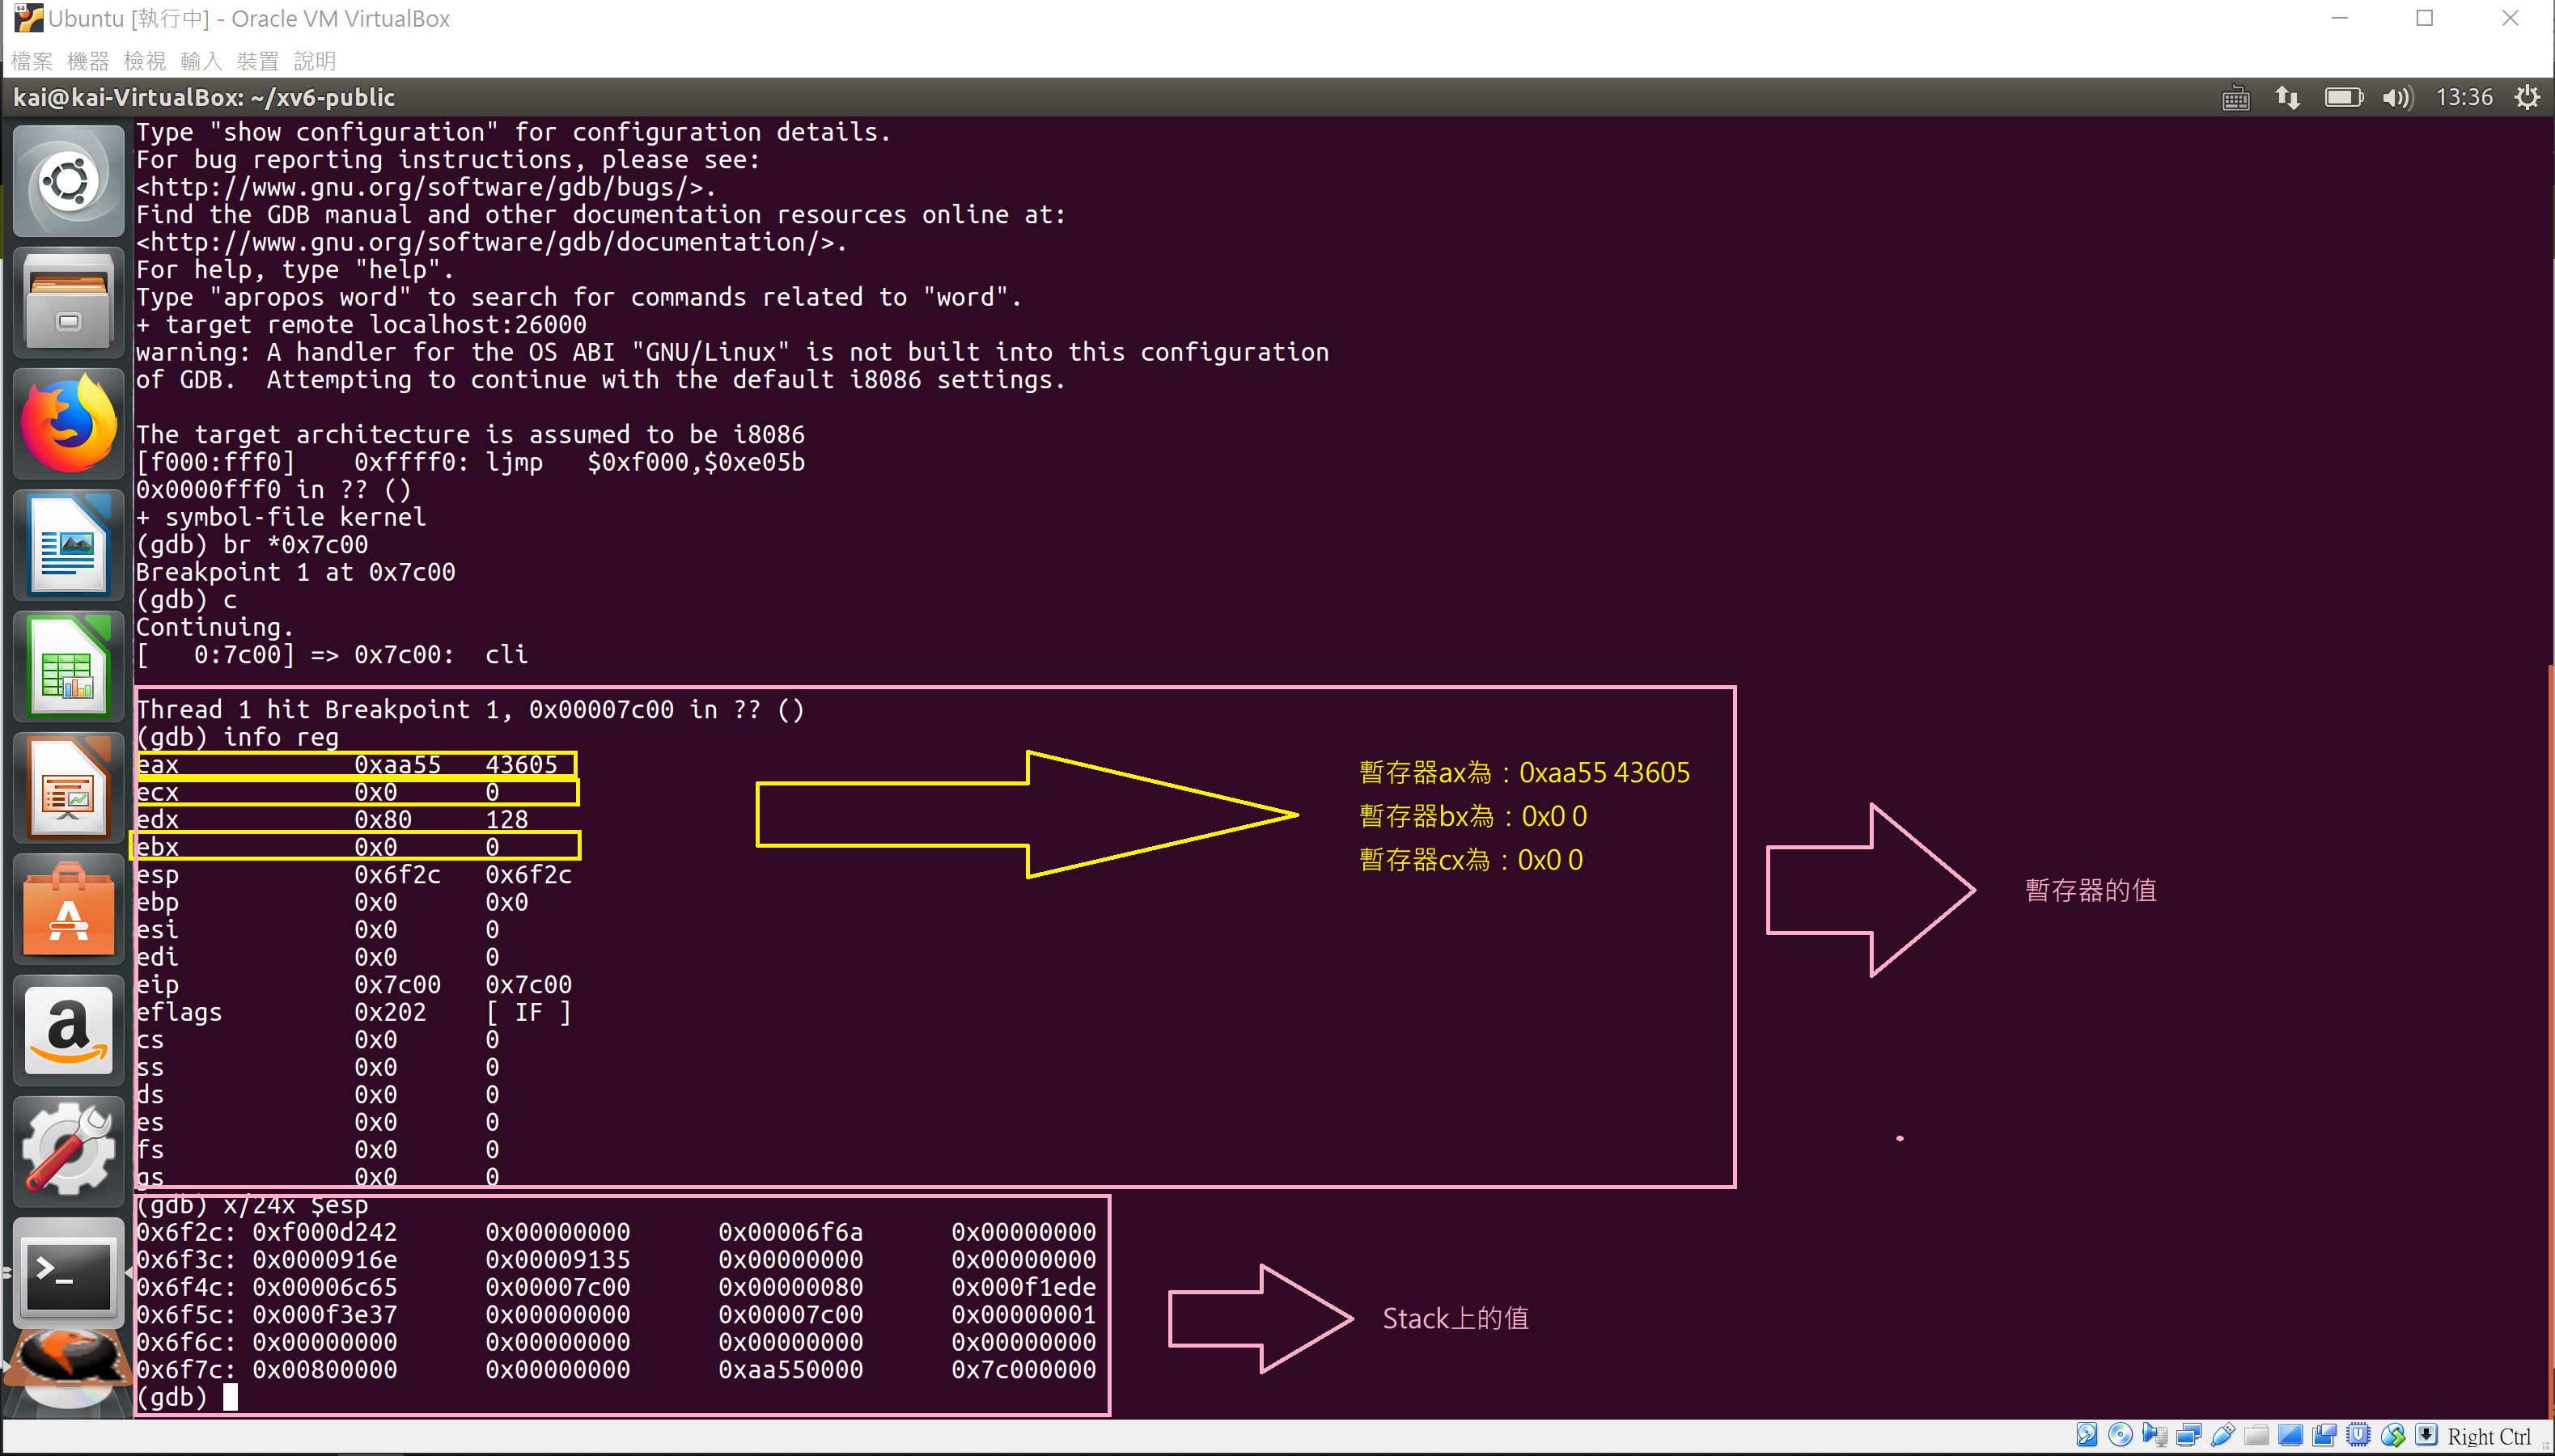 Ubuntu [執行中] - Oracle VM VirtualBox
檔案 機器 檢視 輸入 裝置 說明
kai@kai-VirtualBox: ~/xv6-public
13:36
Type "show configuration" for configuration details.
For bug reporting instructions, please see:
<http://www.gnu.org/software/gdb/bugs/>.
Find the GDB manual and other documentation resources online at:
<http://www.gnu.org/software/gdb/documentation/>.
For help, type "help".
Type "apropos word" to search for commands related to "word".
+ target remote localhost:26000
warning: A handler for the OS ABI "GNU/Linux" is not built into this configuration
of GDB.  Attempting to continue with the default i8086 settings.
The target architecture is assumed to be i8086
[f000:fff0]    0xffff0: ljmp   $0xf000,$0xe05b
0x0000fff0 in ?? ()
+ symbol-file kernel
(gdb) br *0x7c00
Breakpoint 1 at 0x7c00
(gdb) c
Continuing.
[   0:7c00] => 0x7c00:  cli
Thread 1 hit Breakpoint 1, 0x00007c00 in ?? ()
(gdb) info reg
eax            0xaa55   43605
ecx            0x0      0
edx            0x80     128
ebx            0x0      0
esp            0x6f2c   0x6f2c
ebp            0x0      0x0
esi            0x0      0
edi            0x0      0
eip            0x7c00   0x7c00
eflags         0x202    [ IF ]
cs             0x0      0
ss             0x0      0
ds             0x0      0
es             0x0      0
fs             0x0      0
gs             0x0      0
暫存器ax為：0xaa55 43605
暫存器bx為：0x0 0
暫存器cx為：0x0 0
暫存器的值
(gdb) x/24x $esp
0x6f2c: 0xf000d242      0x00000000      0x00006f6a      0x00000000
0x6f3c: 0x0000916e      0x00009135      0x00000000      0x00000000
0x6f4c: 0x00006c65      0x00007c00      0x00000080      0x000f1ede
0x6f5c: 0x000f3e37      0x00000000      0x00007c00      0x00000001
0x6f6c: 0x00000000      0x00000000      0x00000000      0x00000000
0x6f7c: 0x00800000      0x00000000      0xaa550000      0x7c000000
(gdb)
Stack上的值
Right Ctrl